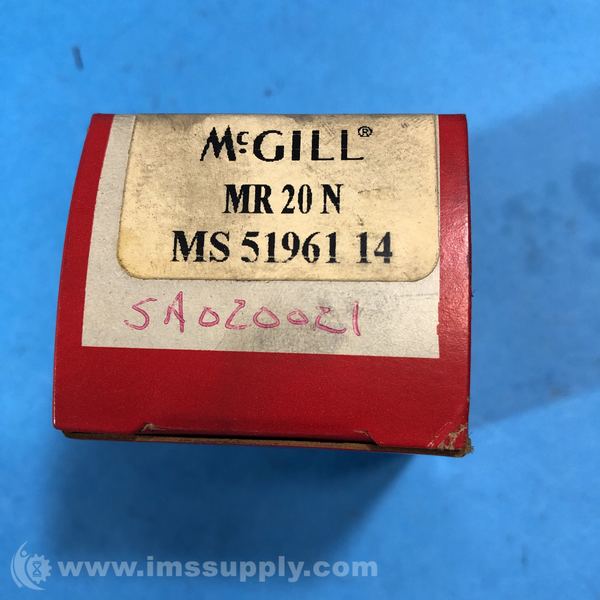 McGILL®
MR 20 N
MS 51961 14
SA020021
www.imssupply.com